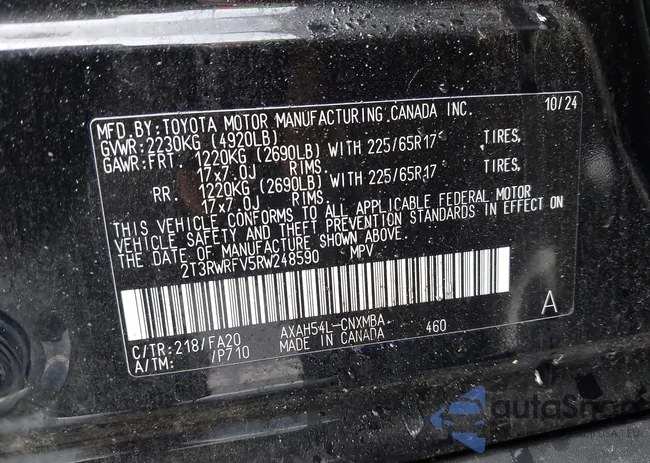 MFD.BY:TOYOTA MOTOR MANUFACTURING CANADA INC. 10/24
GVWR:2230KG (4920LB)
GAWR:FRT. 1220KG (2690LB) WITH 225/65R17 TIRES,
17x7.0J RIMS.
RR. 1220KG (2690LB) WITH 225/65R17 TIRES,
17x7.0J RIMS.
THIS VEHICLE CONFORMS TO ALL APPLICABLE FEDERAL MOTOR
VEHICLE SAFETY AND THEFT PREVENTION STANDARDS IN EFFECT ON
THE DATE OF MANUFACTURE SHOWN ABOVE.
2T3RWRFV5RW248590 MPV
A
C/TR:218/FA20 AXAH54L-CNXMBA 460
A/TM: /P710 MADE IN CANADA